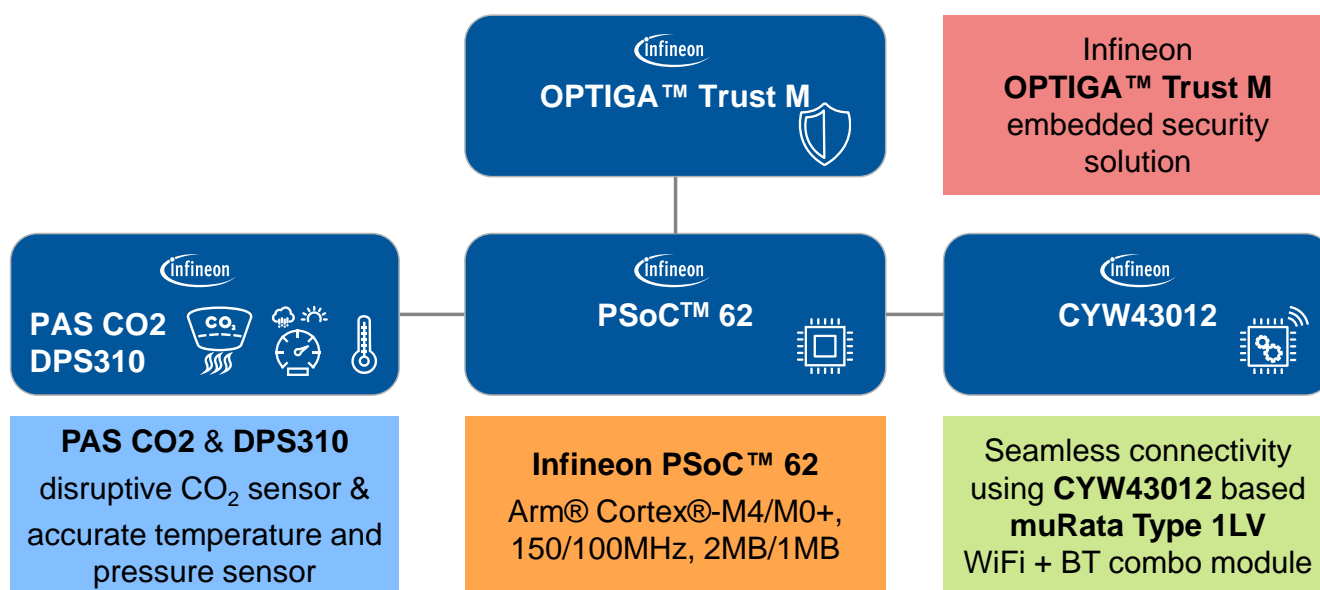 infineon
OPTIGA™ Trust M
Infineon
OPTIGA™ Trust M
embedded security
solution
infineon
PAS CO2
DPS310
CO₂
infineon
PSoC™ 62
infineon
CYW43012
PAS CO2 & DPS310
disruptive CO₂ sensor &
accurate temperature and
pressure sensor
Infineon PSoC™ 62
Arm® Cortex®-M4/M0+,
150/100MHz, 2MB/1MB
Seamless connectivity
using CYW43012 based
muRata Type 1LV
WiFi + BT combo module